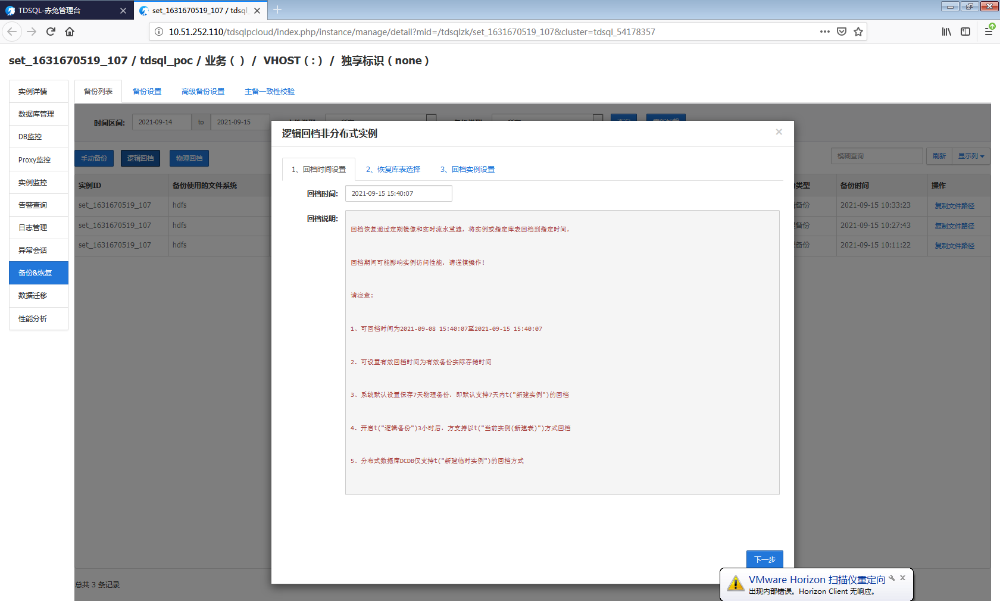 TDSQL-赤兔管理台
set_1631670519_107 / tdsql_
10.51.252.110/tdsqlpcloud/index.php/instance/manage/detail?mid=/tdsqlzk/set_1631670519_107&cluster=tdsql_54178357
set_1631670519_107 / tdsql_poc / 业务 ( ) / VHOST ( : ) / 独享标识 ( none )
实例详情
数据库管理
DB监控
Proxy监控
实例监控
告警查询
日志管理
异常会话
备份&恢复
数据迁移
性能分析
备份列表 备份设置 高级备份设置 主备一致性校验
时间区间: 2021-09-14 to 2021-09-15
手动备份 逻辑回档 物理回档
模糊查询 刷新 显示列
实例ID 备份使用的文件系统 类型 备份时间 操作
set_1631670519_107 hdfs 备份 2021-09-15 10:33:23 复制文件路径
set_1631670519_107 hdfs 备份 2021-09-15 10:27:43 复制文件路径
set_1631670519_107 hdfs 备份 2021-09-15 10:11:22 复制文件路径
总共 3 条记录
逻辑回档非分布式实例
1、回档时间设置 2、恢复库表选择 3、回档实例设置
回档时间: 2021-09-15 15:40:07
回档说明:
回档恢复通过定期镜像和实时流水重建，将实例或指定库表回档到指定时间，
回档期间可能影响实例访问性能，请谨慎操作！
请注意：
1、可回档时间为2021-09-08 15:40:07至2021-09-15 15:40:07
2、可设置有效回档时间为有效备份实际存储时间
3、系统默认设置保存7天物理备份，即默认支持7天内t("新建实例")的回档
4、开启t("逻辑备份")3小时后，方支持以t("当前实例(新建表)")方式回档
5、分布式数据库DCDB仅支持t("新建临时实例")的回档方式
下一步
VMware Horizon 扫描仪重定向
出现内部错误。Horizon Client 无响应。